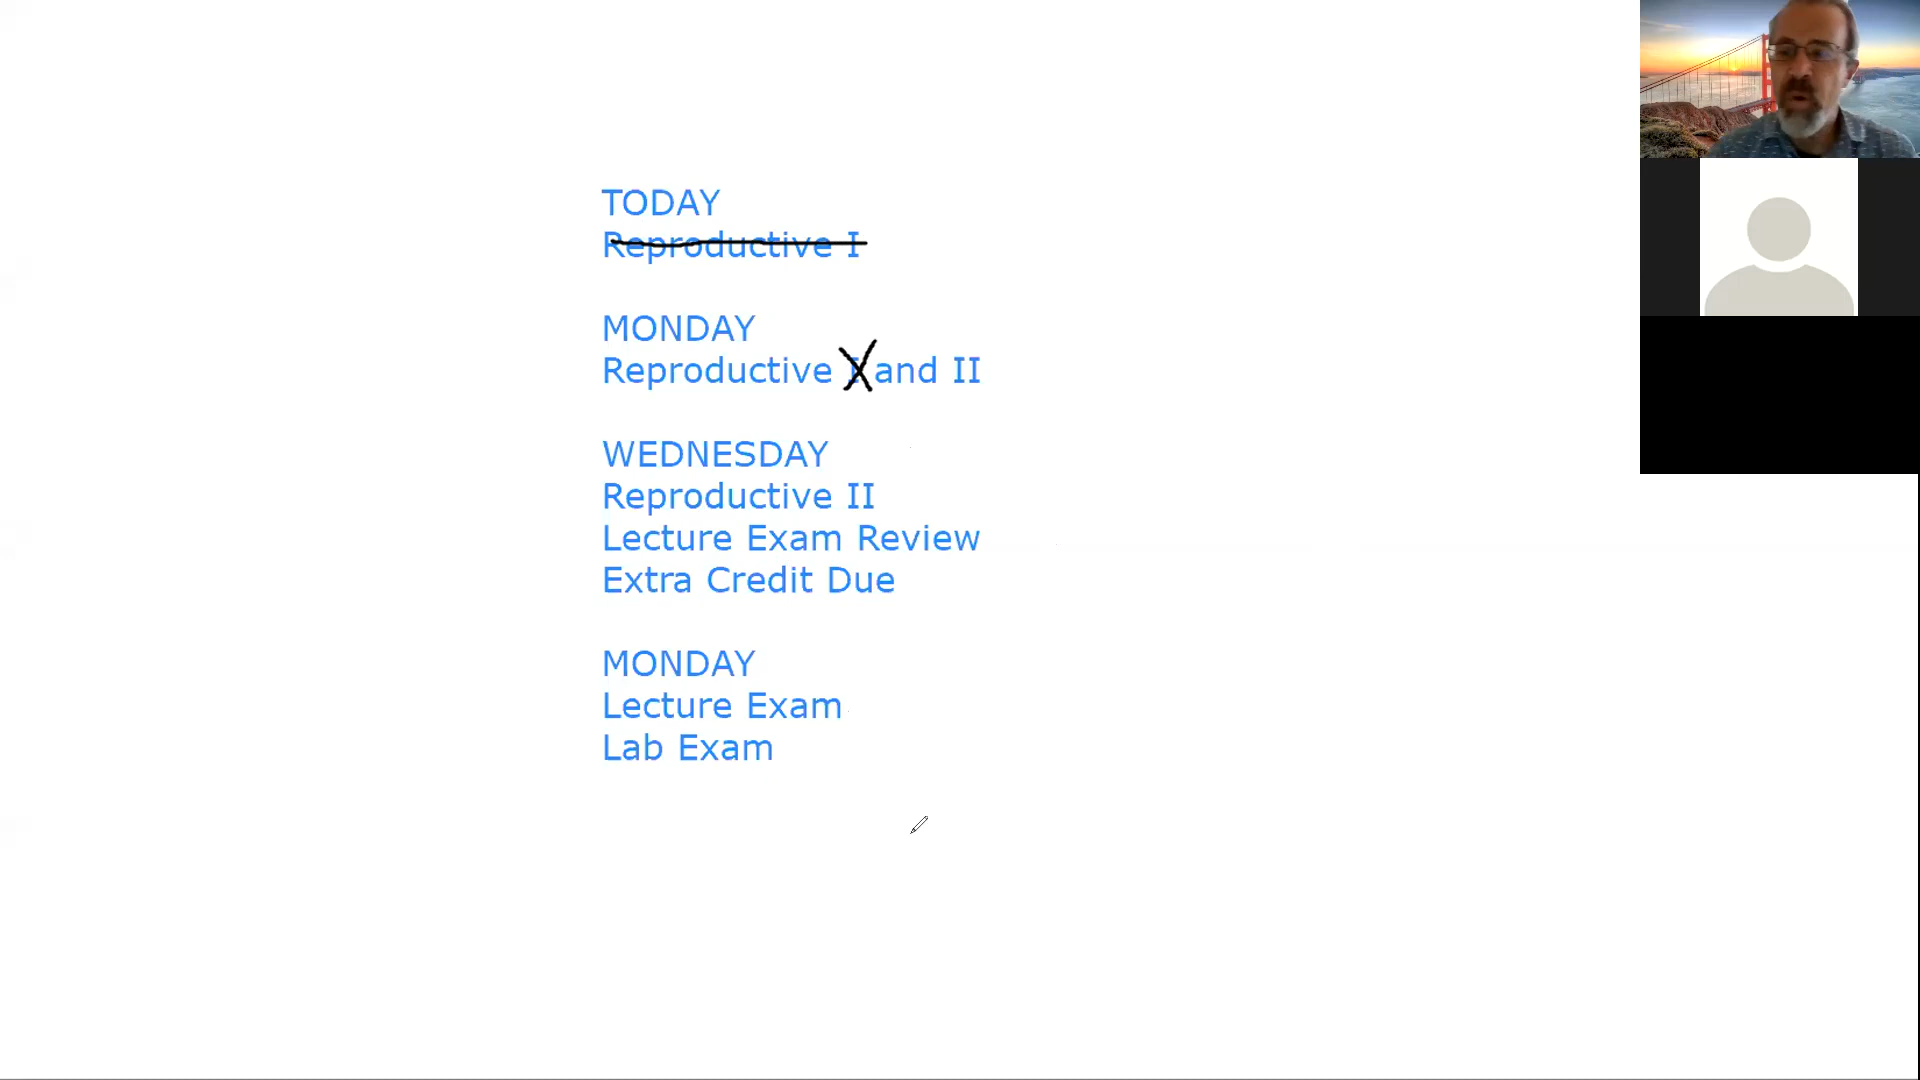 TODAY
Reproductive I
MONDAY
Reproductive I and II
WEDNESDAY
Reproductive II
Lecture Exam Review
Extra Credit Due
MONDAY
Lecture Exam
Lab Exam